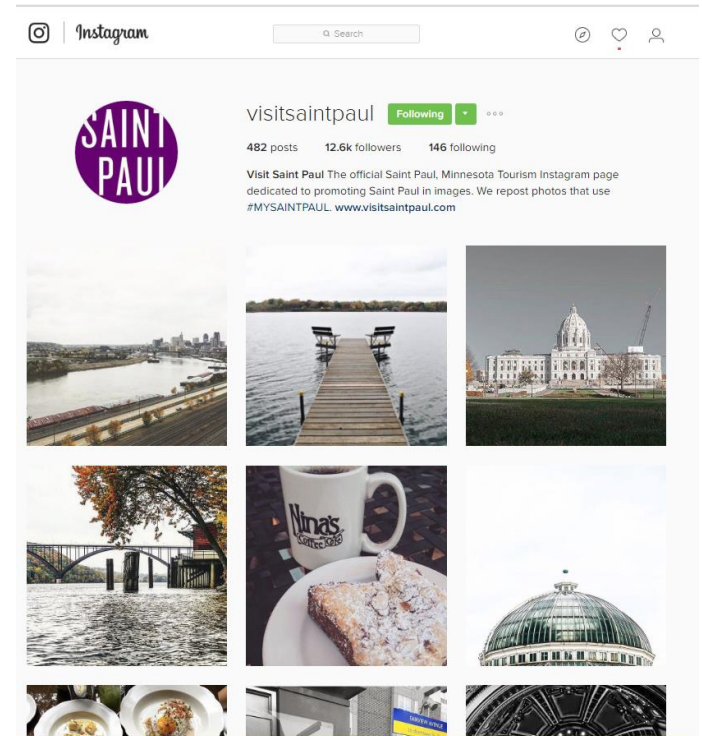 Instagram
Search
SAINT
PAUL
visitsaintpaul Following
482 posts 12.6k followers 146 following
Visit Saint Paul The official Saint Paul, Minnesota Tourism Instagram page
dedicated to promoting Saint Paul in images. We repost photos that use
#MYSAINTPAUL. www.visitsaintpaul.com
Nina's
Coffee Cafe
FAIRVIEW AVENUE